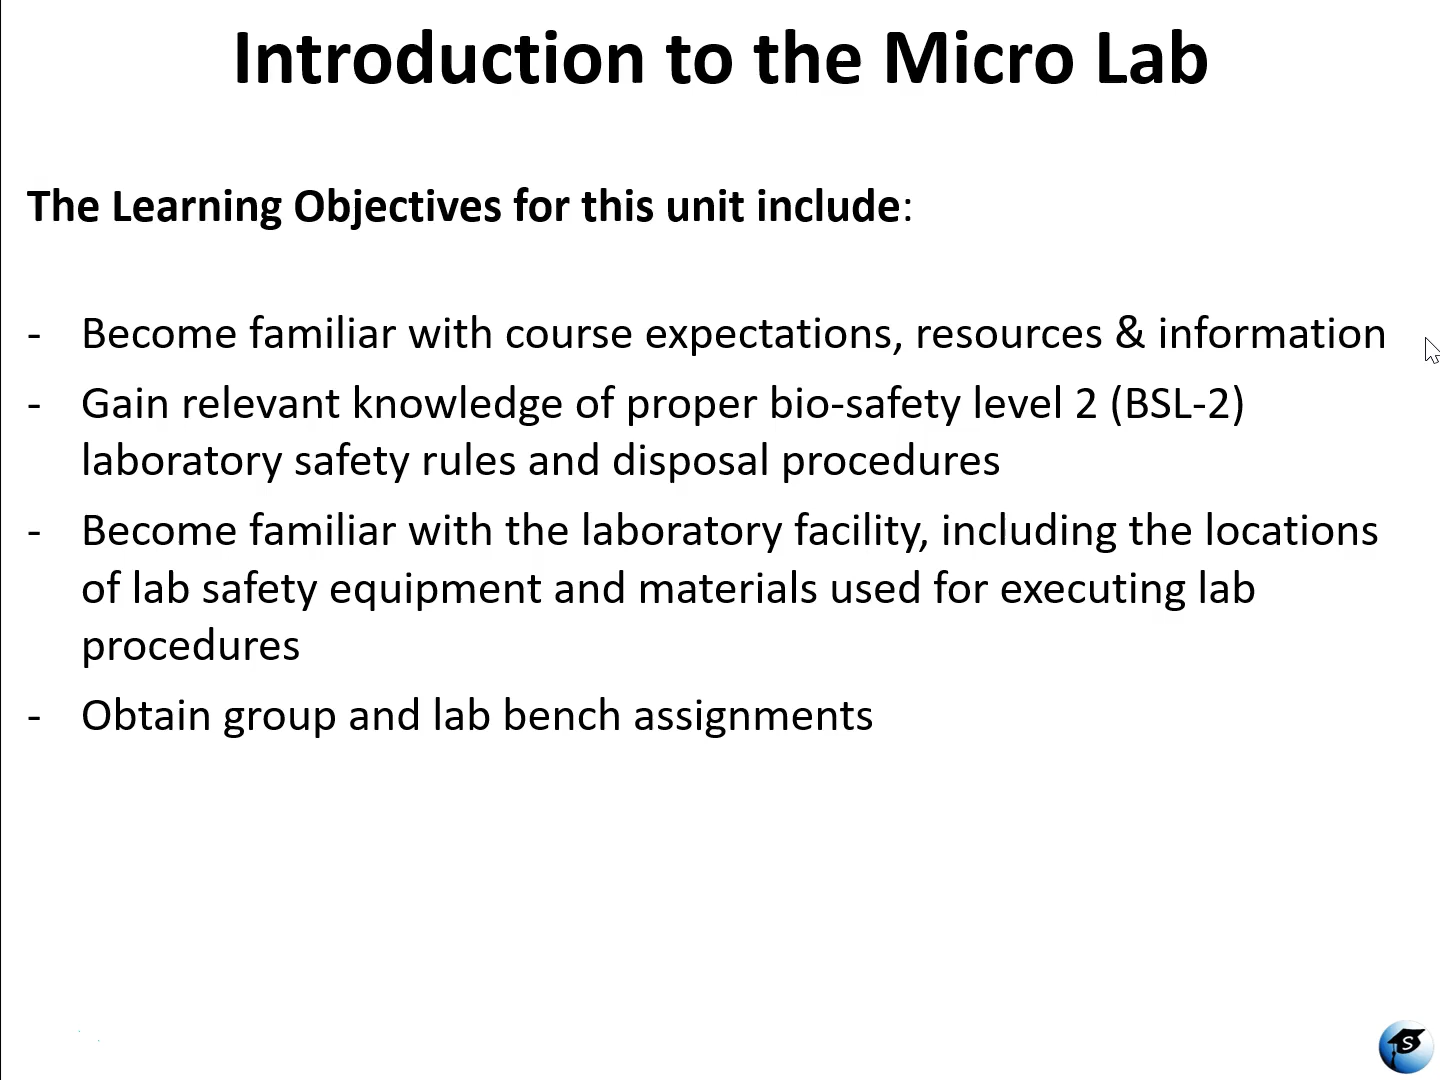 Introduction to the Micro Lab
The Learning Objectives for this unit include:
- Become familiar with course expectations, resources & information
- Gain relevant knowledge of proper bio-safety level 2 (BSL-2)
laboratory safety rules and disposal procedures
- Become familiar with the laboratory facility, including the locations
of lab safety equipment and materials used for executing lab
procedures
- Obtain group and lab bench assignments
S